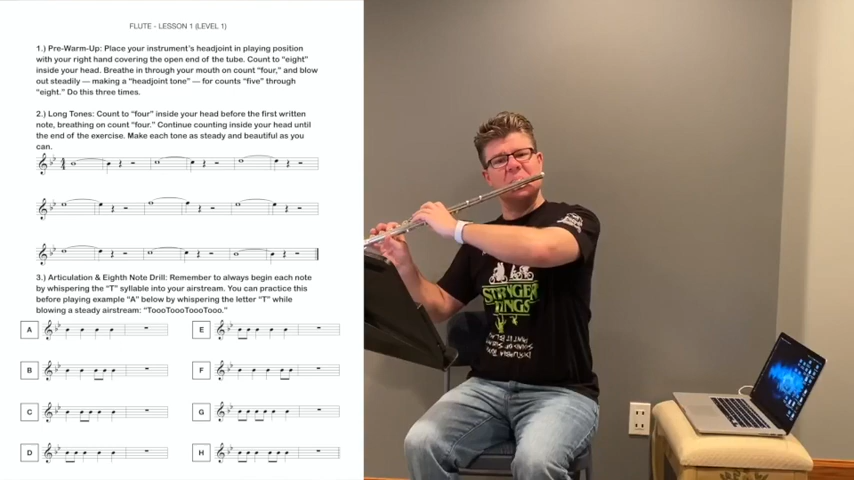 FLUTE - LESSON 1 (LEVEL 1)
1.) Pre-Warm-Up: Place your instrument's headjoint in playing position
with your right hand covering the open end of the tube. Count to "eight"
inside your head. Breathe in through your mouth on count "four," and blow
out steadily — making a "headjoint tone" — for counts "five" through
"eight." Do this three times.
2.) Long Tones: Count to "four" inside your head before the first written
note, breathing on count "four." Continue counting inside your head until
the end of the exercise. Make each tone as steady and beautiful as you
can.
3.) Articulation & Eighth Note Drill: Remember to always begin each note
by whispering the "T" syllable into your airstream. You can practice this
before playing example "A" below by whispering the letter "T" while
blowing a steady airstream: "ToooToooToooTooo."
A
E
B
F
C
G
D
H
STRANGER